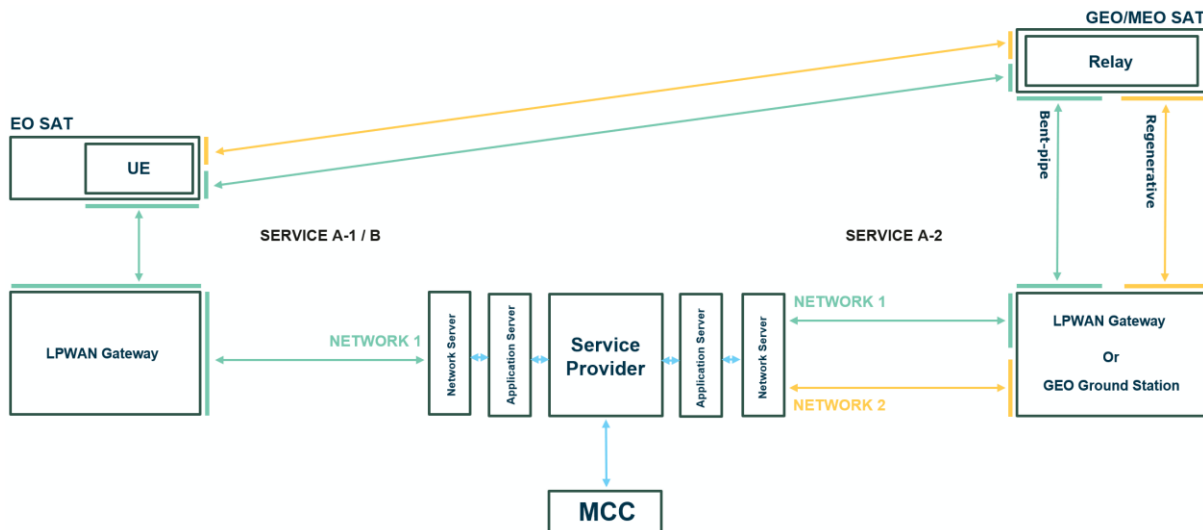 GEO/MEO SAT
Relay
EO SAT
UE
Bent-pipe
Regenerative
SERVICE A-1 / B
SERVICE A-2
LPWAN Gateway
NETWORK 1
Network Server
Application Server
Service
Provider
Application Server
Network Server
NETWORK 1
NETWORK 2
LPWAN Gateway
Or
GEO Ground Station
MCC